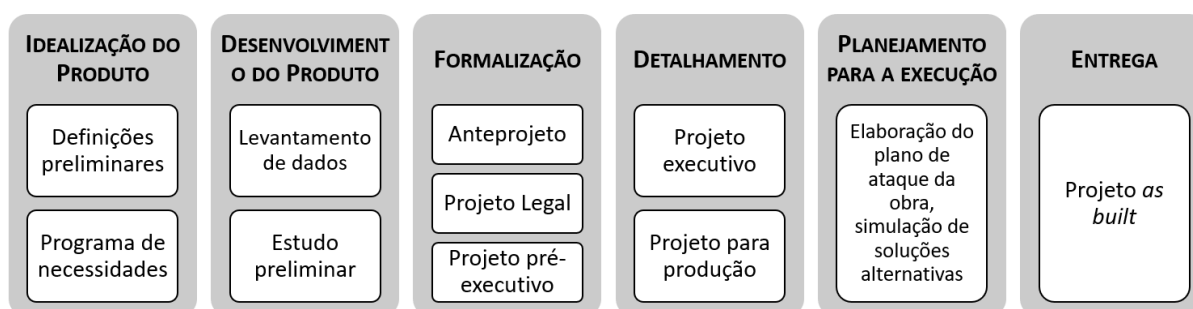 IDEALIZAÇÃO DO
PRODUTO
Definições
preliminares
Programa de
necessidades
DESENVOLVIMENT
O DO PRODUTO
Levantamento
de dados
Estudo
preliminar
FORMALIZAÇÃO
Anteprojeto
Projeto Legal
Projeto pré-
executivo
DETALHAMENTO
Projeto
executivo
Projeto para
produção
PLANEJAMENTO
PARA A EXECUÇÃO
Elaboração do
plano de
ataque da
obra,
simulação de
soluções
alternativas
ENTREGA
Projeto as
built